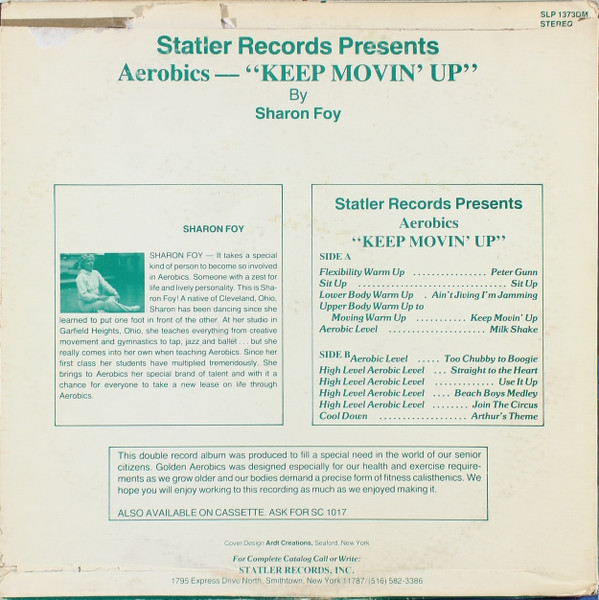 SLP 1373DM
STEREO
Statler Records Presents
Aerobics — “KEEP MOVIN’ UP”
By
Sharon Foy
SHARON FOY
SHARON FOY — It takes a special
kind of person to become so involved
in Aerobics. Someone with a zest for
life and lively personality. This is Sha-
ron Foy! A native of Cleveland, Ohio,
Sharon has been dancing since she
learned to put one foot in front of the other. At her studio in
Garfield Heights, Ohio, she teaches everything from creative
movement and gymnastics to tap, jazz and ballet . . . but she
really comes into her own when teaching Aerobics. Since her
first class her students have multiplied tremendously. She
brings to Aerobics her special brand of talent and with it a
chance for everyone to take a new lease on life through
Aerobics.
Statler Records Presents
Aerobics
“KEEP MOVIN’ UP”
SIDE A
Flexibility Warm Up . . . . . . . . . . . . . . . . Peter Gunn
Sit Up . . . . . . . . . . . . . . . . . . . . . . . . . . . . . . Sit Up
Lower Body Warm Up . Ain’t Jiving I’m Jamming
Upper Body Warm Up to
Moving Warm Up . . . . . . . . . . . Keep Movin’ Up
Aerobic Level . . . . . . . . . . . . . . . . . . . . Milk Shake
SIDE B
Aerobic Level . . . . . Too Chubby to Boogie
High Level Aerobic Level . . . Straight to the Heart
High Level Aerobic Level . . . . . . . . . . . . . Use It Up
High Level Aerobic Level . . . . Beach Boys Medley
High Level Aerobic Level . . . . . . . . Join The Circus
Cool Down . . . . . . . . . . . . . . . . . . . Arthur’s Theme
This double record album was produced to fill a special need in the world of our senior
citizens. Golden Aerobics was designed especially for our health and exercise require-
ments as we grow older and our bodies demand a precise form of fitness calisthenics. We
hope you will enjoy working to this recording as much as we enjoyed making it.
ALSO AVAILABLE ON CASSETTE. ASK FOR SC 1017
Cover Design Ardt Creations, Seaford, New York
For Complete Catalog Call or Write:
STATLER RECORDS, INC.
1795 Express Drive North, Smithtown, New York 11787/ (516) 582-3386